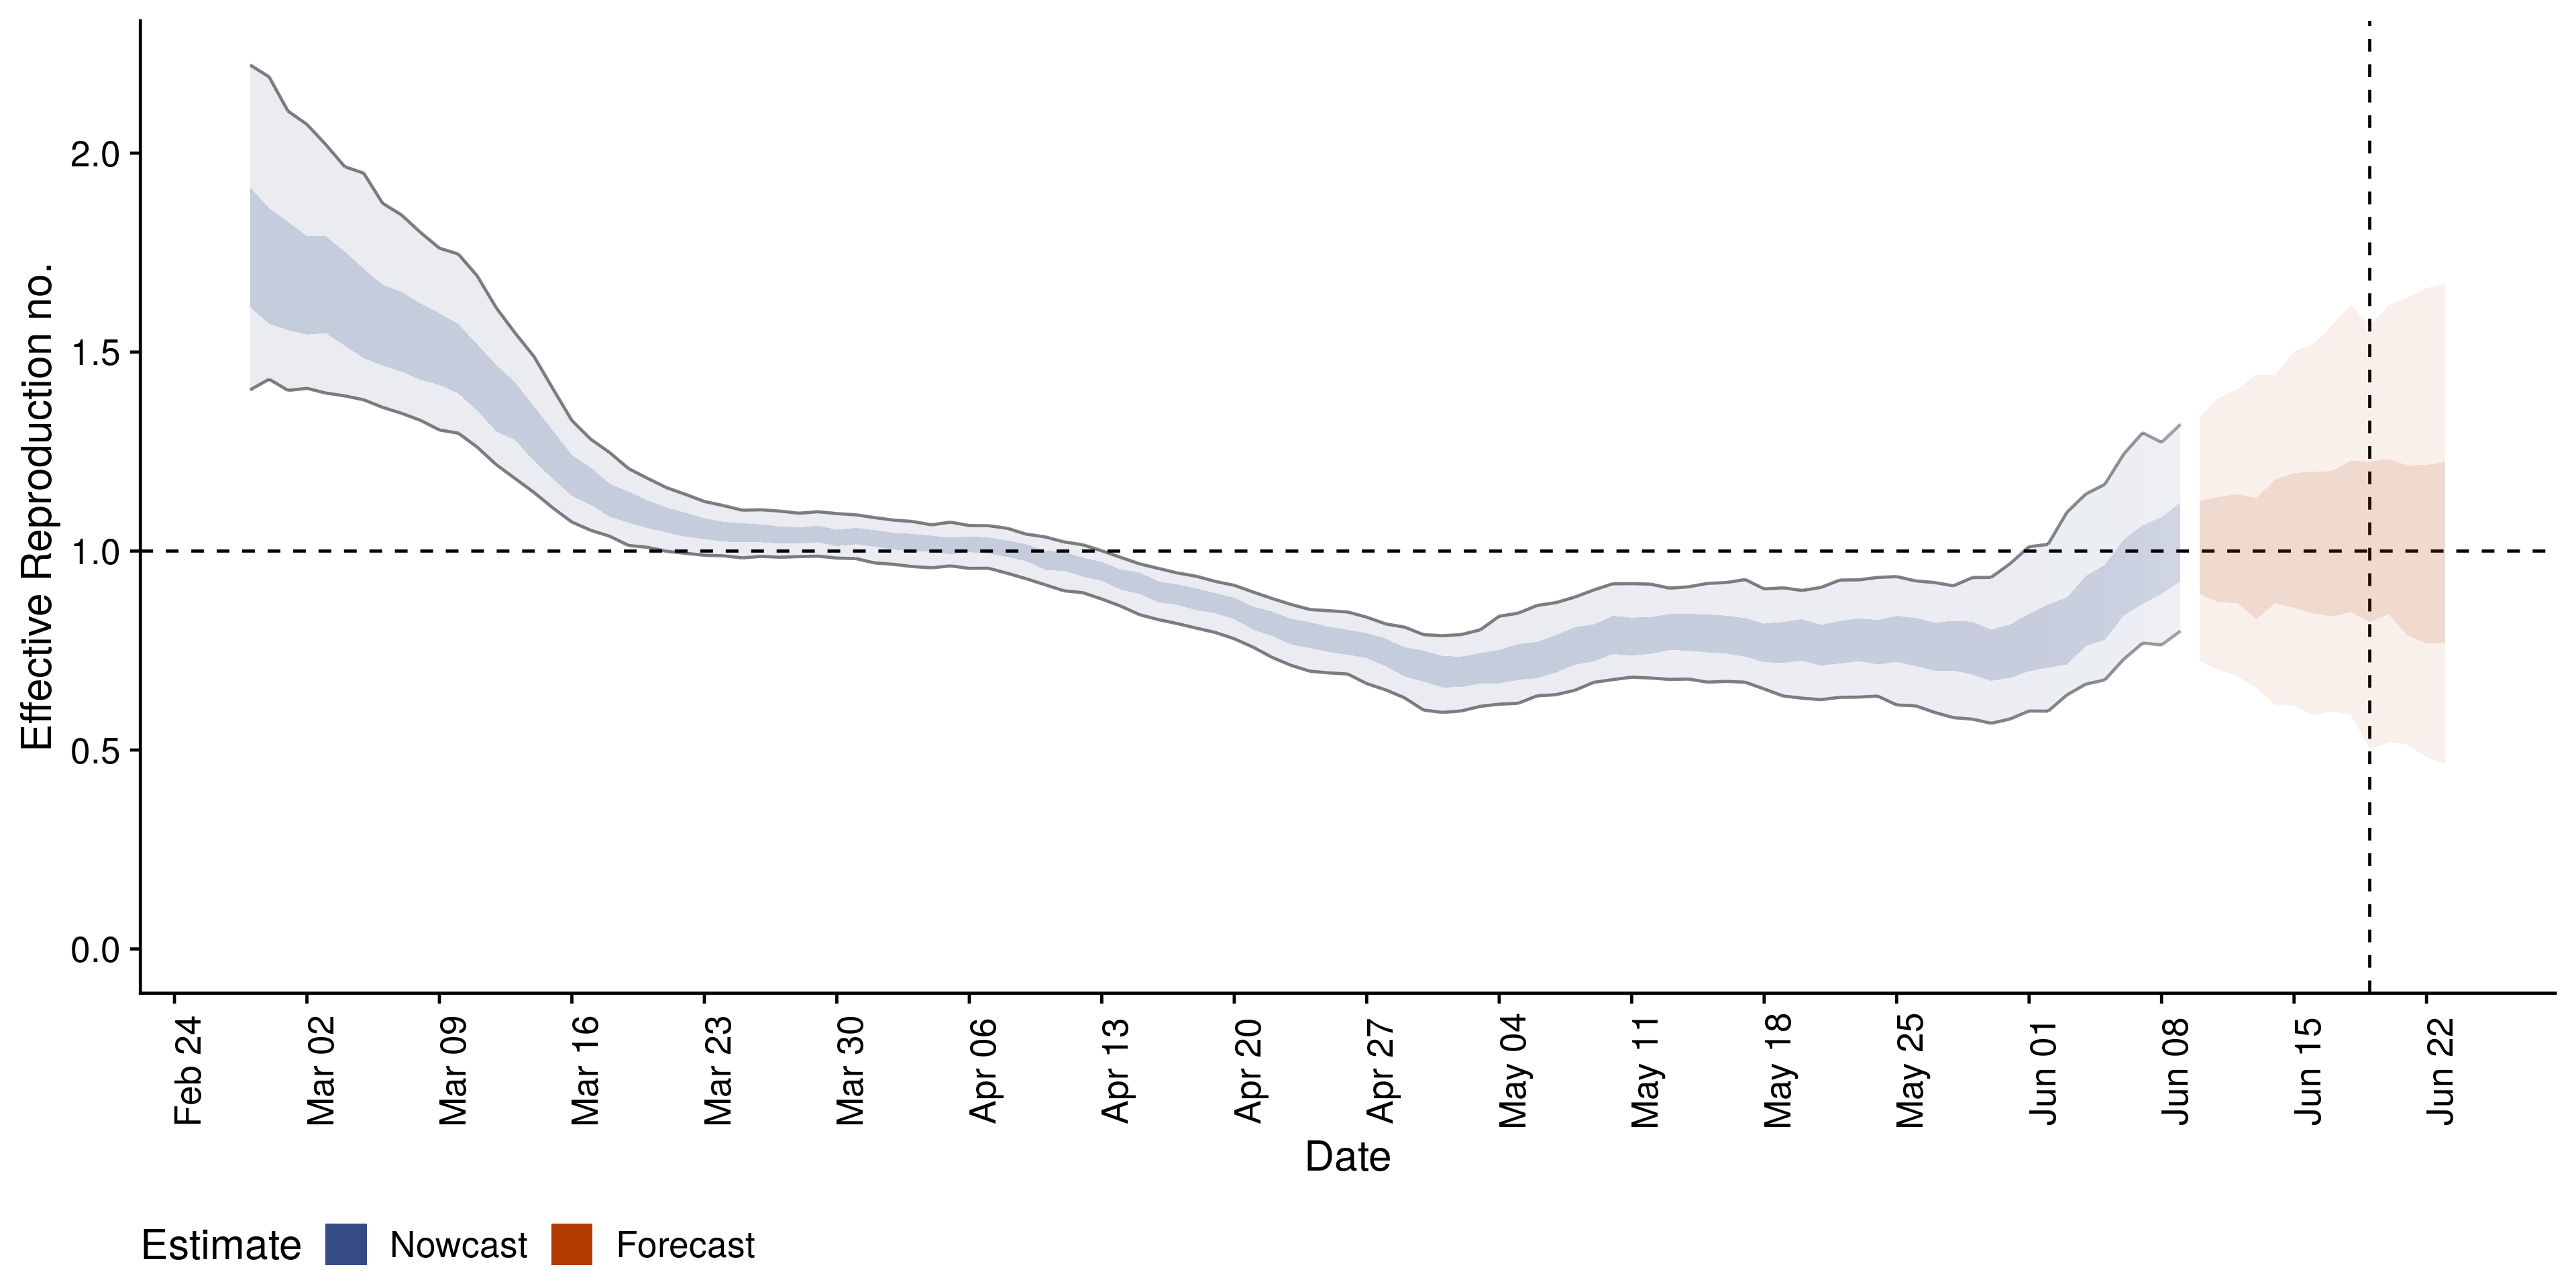 Effective Reproduction no.
2.0
1.5
1.0
0.5
0.0
Feb 24
Mar 02
Mar 09
Mar 16
Mar 23
Mar 30
Apr 06
Apr 13
Apr 20
Apr 27
May 04
May 11
May 18
May 25
Jun 01
Jun 08
Jun 15
Jun 22
Date
Estimate Nowcast Forecast